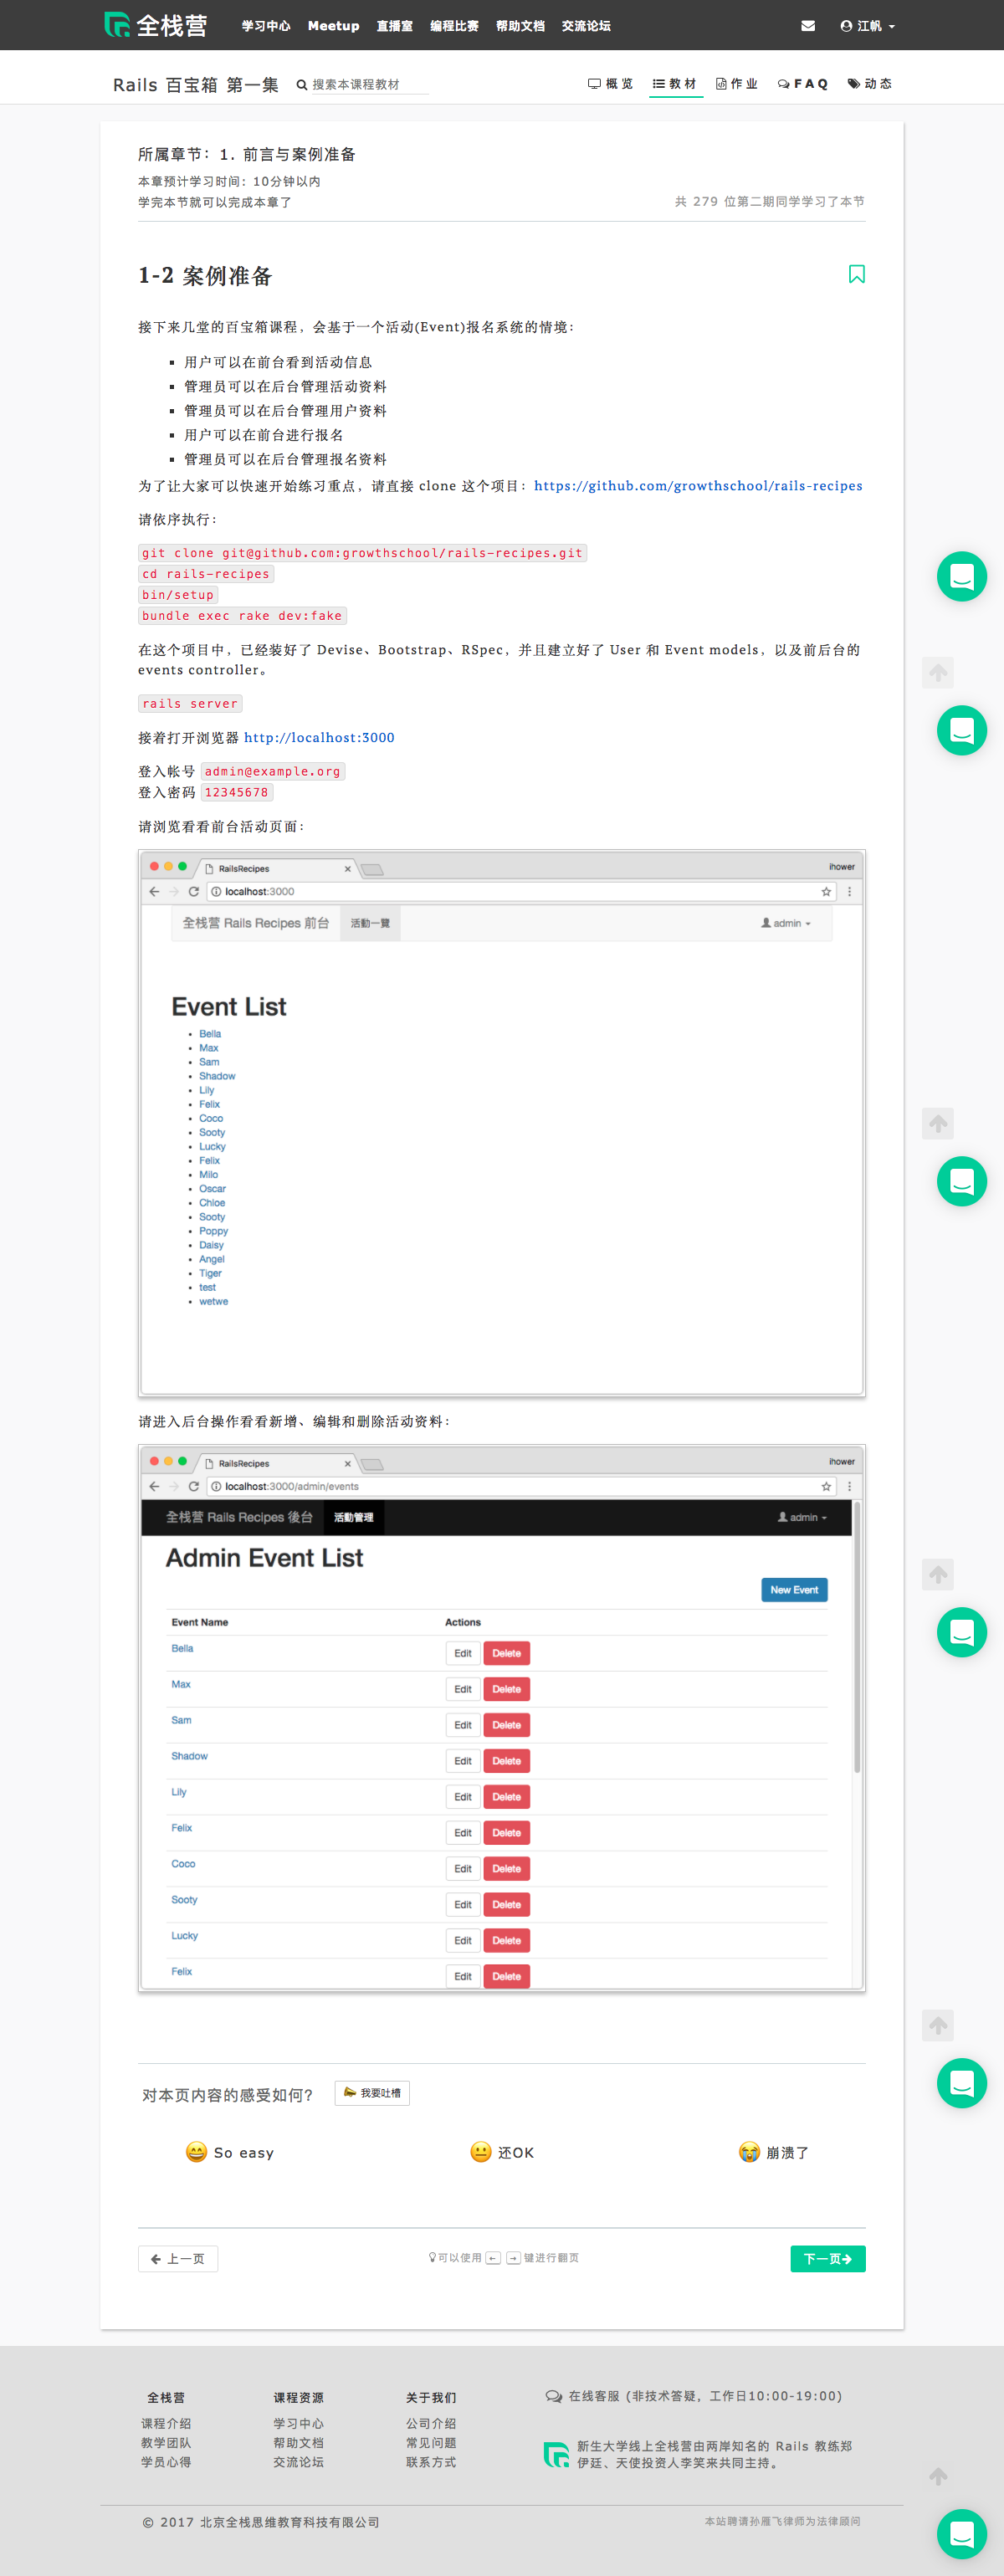 全栈营 学习中心 Meetup 直播室 编程比赛 帮助文档 交流论坛 江帆
Rails 百宝箱 第一集 搜索本课程教材 概览 教材 作业 FAQ 动态
所属章节：1. 前言与案例准备
本章预计学习时间：10分钟以内
学完本节就可以完成本章了 共 279 位第二期同学学习了本节
1-2 案例准备
接下来几堂的百宝箱课程，会基于一个活动(Event)报名系统的情境：
用户可以在前台看到活动信息
管理员可以在后台管理活动资料
管理员可以在后台管理用户资料
用户可以在前台进行报名
管理员可以在后台管理报名资料
为了让大家可以快速开始练习重点，请直接 clone 这个项目：https://github.com/growthschool/rails-recipes
请依序执行：
git clone git@github.com:growthschool/rails-recipes.git
cd rails-recipes
bin/setup
bundle exec rake dev:fake
在这个项目中，已经装好了 Devise、Bootstrap、RSpec，并且建立好了 User 和 Event models，以及前后台的
events controller。
rails server
接着打开浏览器 http://localhost:3000
登入帐号 admin@example.org
登入密码 12345678
请浏览看看前台活动页面：
RailsRecipes ihower
localhost:3000
全栈营 Rails Recipes 前台 活動一覽 admin
Event List
Bella
Max
Sam
Shadow
Lily
Felix
Coco
Sooty
Lucky
Felix
Milo
Oscar
Chloe
Sooty
Poppy
Daisy
Angel
Tiger
test
wetwe
请进入后台操作看看新增、编辑和删除活动资料：
RailsRecipes ihower
localhost:3000/admin/events
全栈营 Rails Recipes 後台 活動管理 admin
Admin Event List
New Event
Event Name Actions
Bella Edit Delete
Max Edit Delete
Sam Edit Delete
Shadow Edit Delete
Lily Edit Delete
Felix Edit Delete
Coco Edit Delete
Sooty Edit Delete
Lucky Edit Delete
Felix Edit Delete
对本页内容的感受如何? 我要吐槽
So easy 还OK 崩溃了
上一页 可以使用 ← → 键进行翻页 下一页
全栈营 课程资源 关于我们 在线客服 (非技术答疑，工作日10:00-19:00)
课程介绍 学习中心 公司介绍
教学团队 帮助文档 常见问题 新生大学线上全栈营由两岸知名的 Rails 教练郑
学员心得 交流论坛 联系方式 伊廷、天使投资人李笑来共同主持。
© 2017 北京全栈思维教育科技有限公司 本站聘请孙雁飞律师为法律顾问